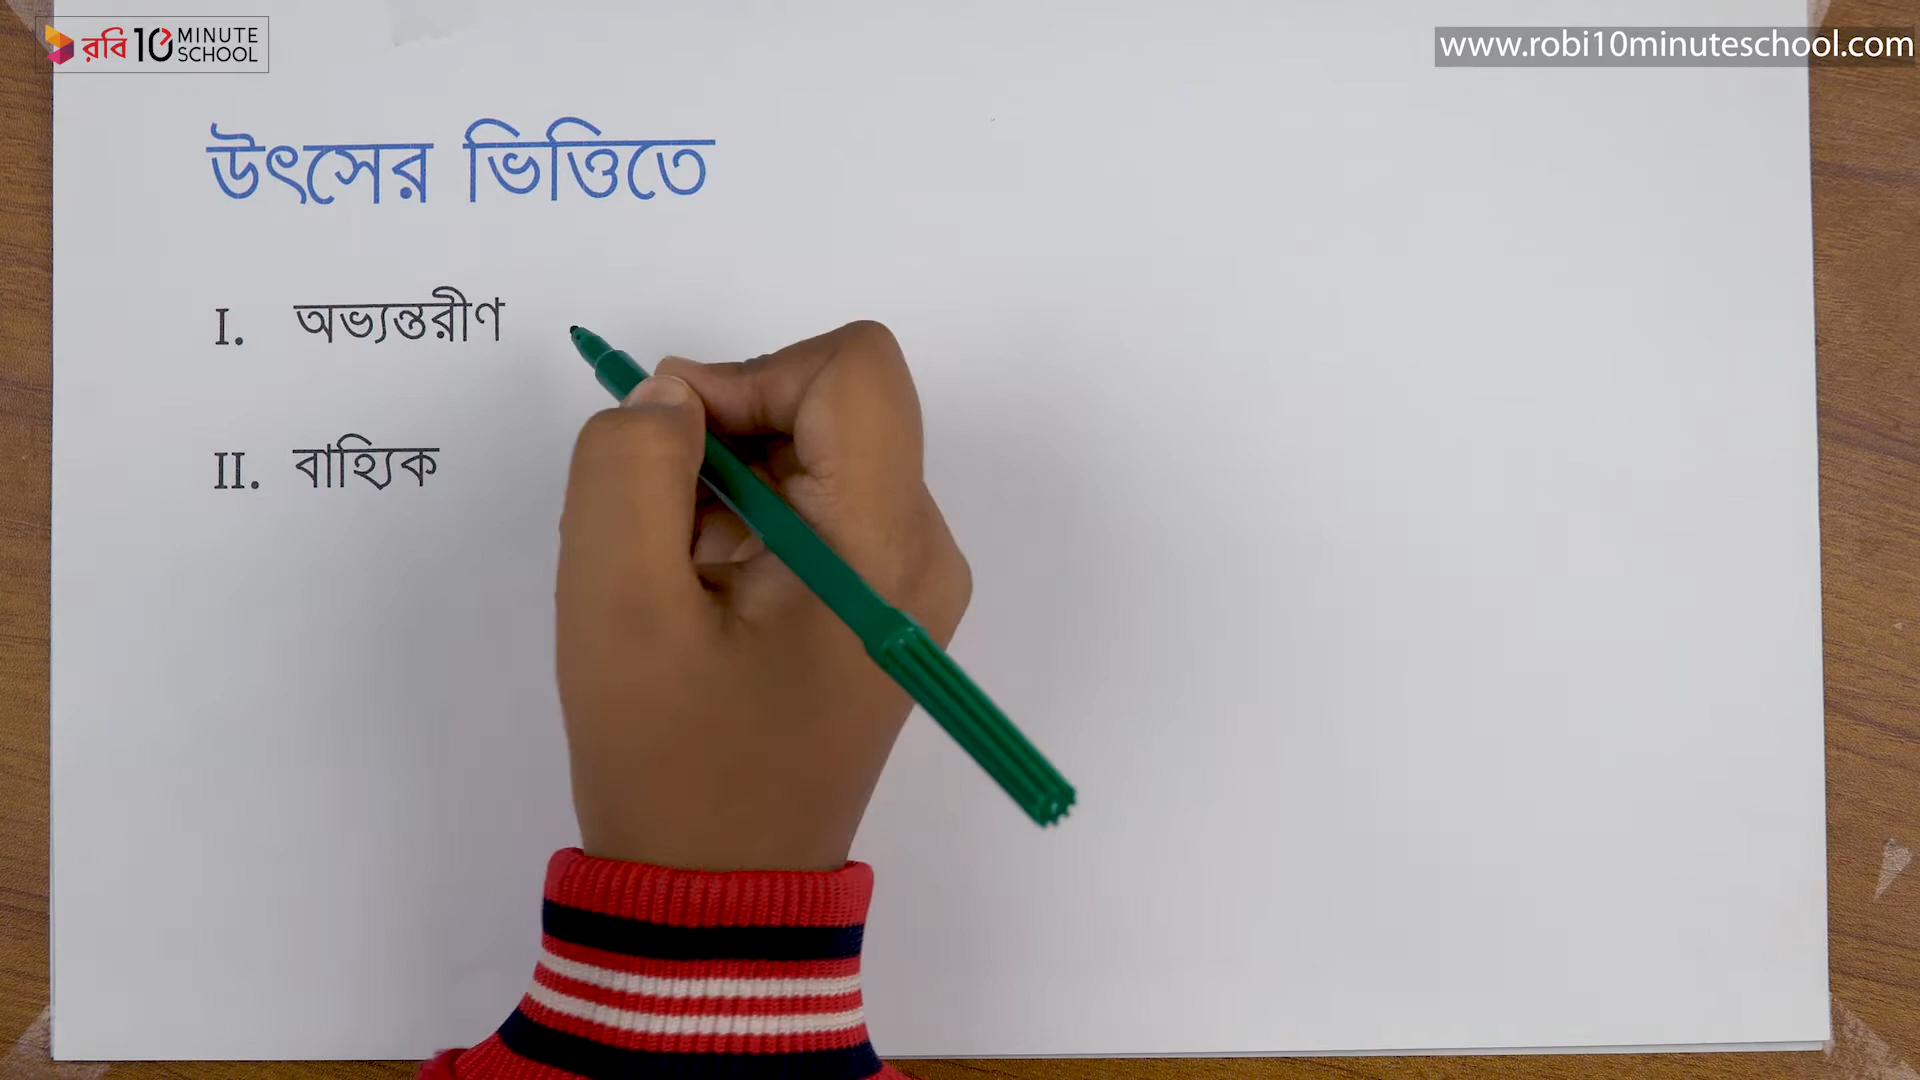 রবি 10 MINUTE SCHOOL
www.robi10minuteschool.com
উৎসের ভিত্তিতে
I. অভ্যন্তরীণ
II. বাহ্যিক